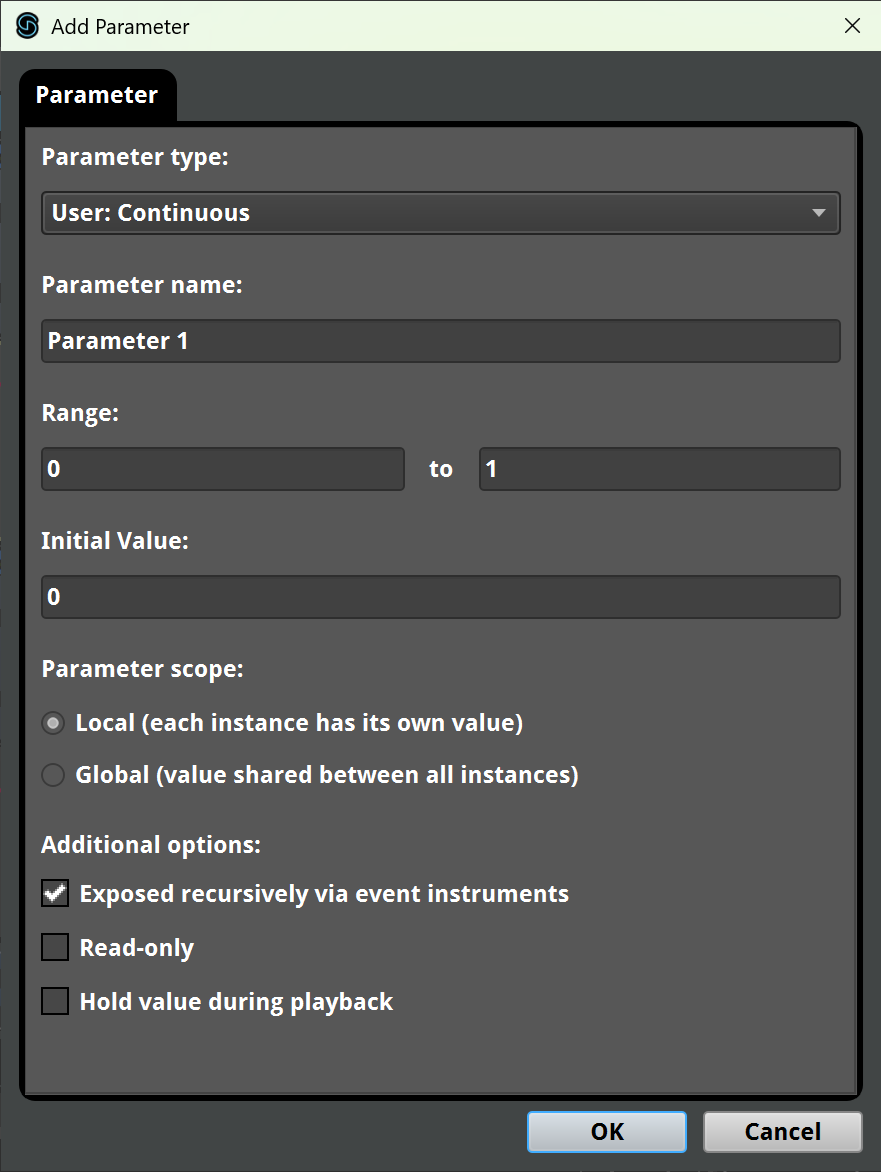 Add Parameter
Parameter
Parameter type:
User: Continuous
Parameter name:
Parameter 1
Range:
0 to 1
Initial Value:
0
Parameter scope:
Local (each instance has its own value)
Global (value shared between all instances)
Additional options:
Exposed recursively via event instruments
Read-only
Hold value during playback
OK Cancel